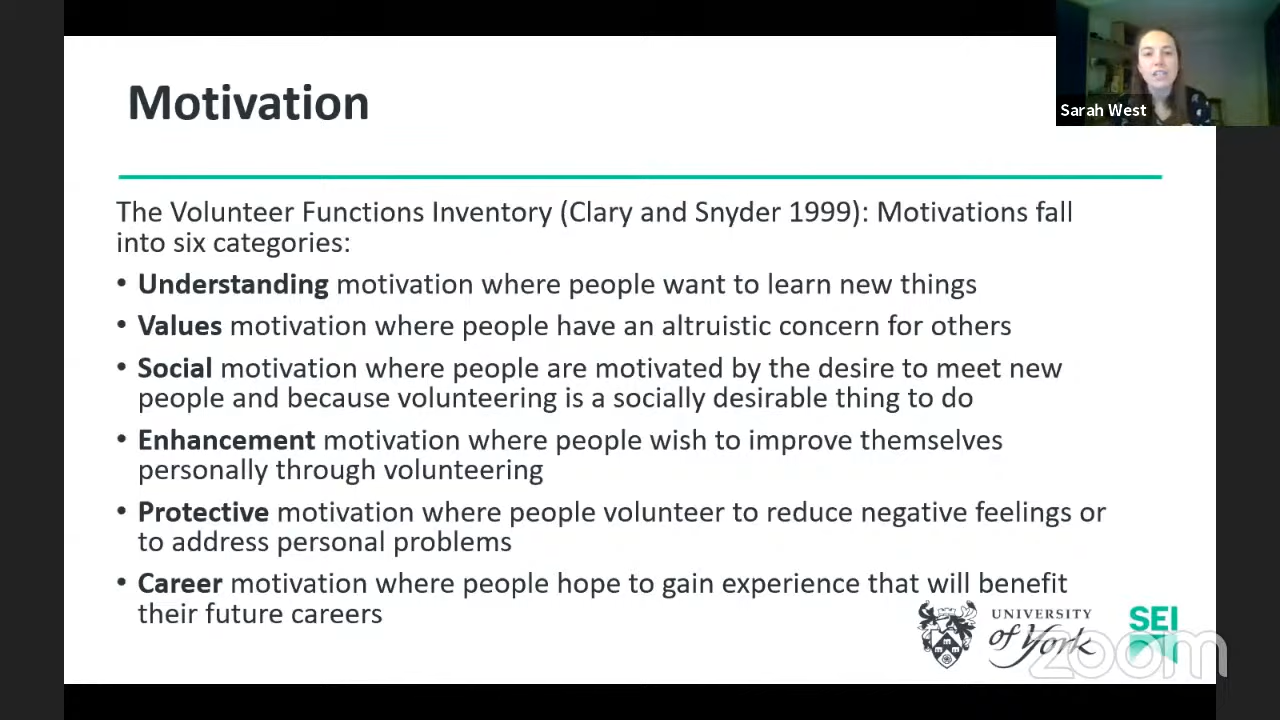 Motivation
Sarah West
The Volunteer Functions Inventory (Clary and Snyder 1999): Motivations fall
into six categories:
• Understanding motivation where people want to learn new things
• Values motivation where people have an altruistic concern for others
• Social motivation where people are motivated by the desire to meet new
people and because volunteering is a socially desirable thing to do
• Enhancement motivation where people wish to improve themselves
personally through volunteering
• Protective motivation where people volunteer to reduce negative feelings or
to address personal problems
• Career motivation where people hope to gain experience that will benefit
their future careers
UNIVERSITY
of York
SEI
zoom